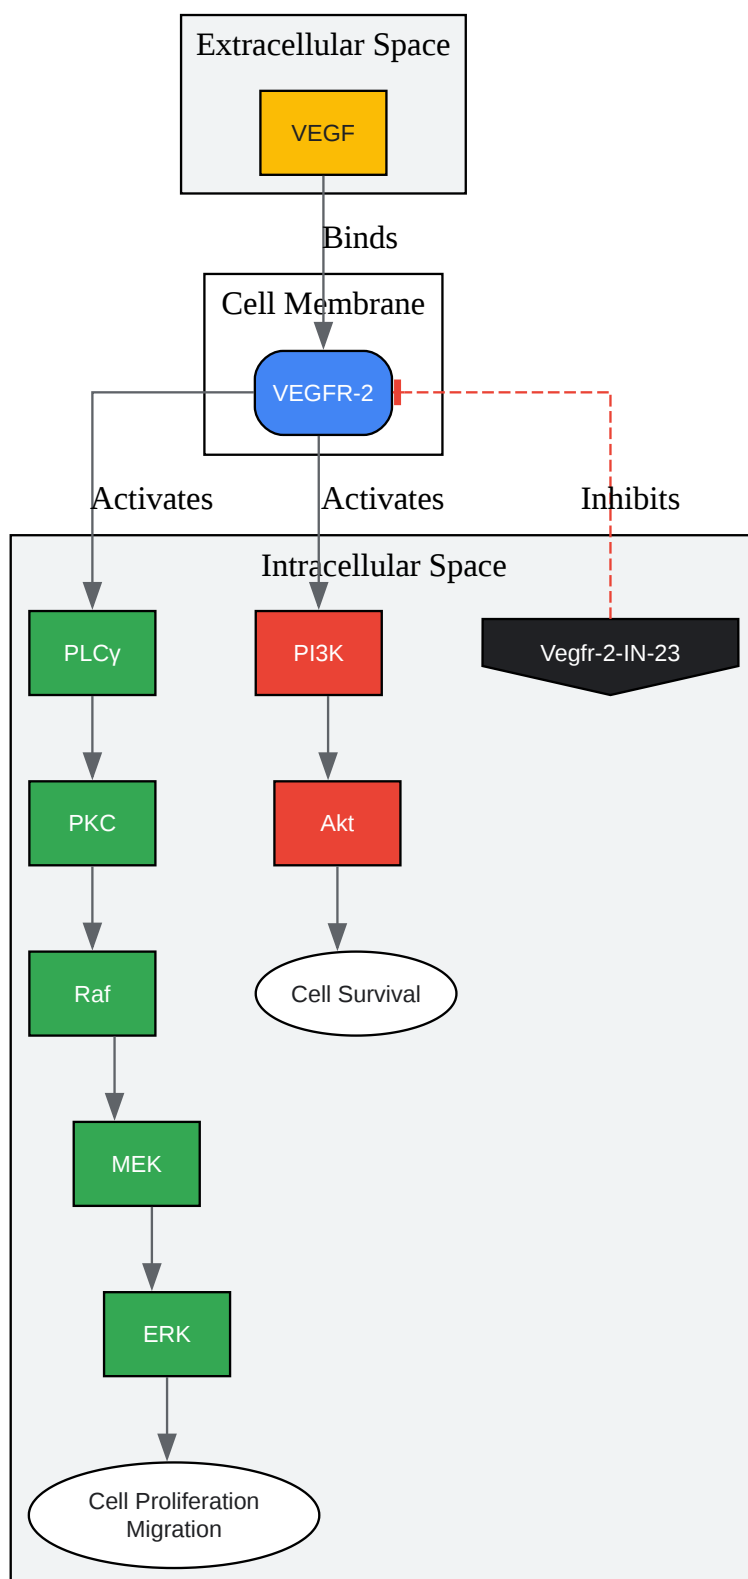 Extracellular Space
VEGF
Binds
Cell Membrane
VEGFR-2
Activates
Activates
Inhibits
Intracellular Space
PLCγ
PI3K
Vegfr-2-IN-23
PKC
Akt
Raf
Cell Survival
MEK
ERK
Cell Proliferation
Migration